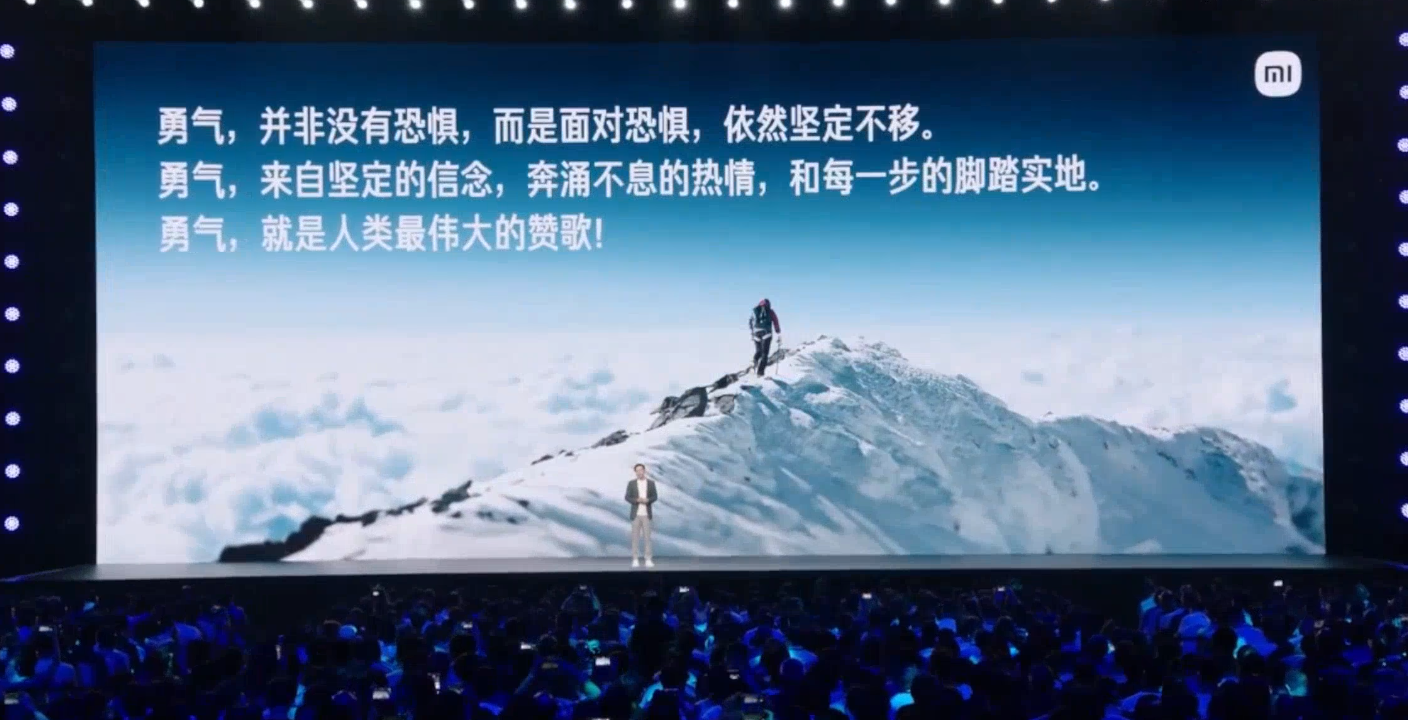 勇气，并非没有恐惧，而是面对恐惧，依然坚定不移。
勇气，来自坚定的信念，奔涌不息的热情，和每一步的脚踏实地。
勇气，就是人类最伟大的赞歌！
mi